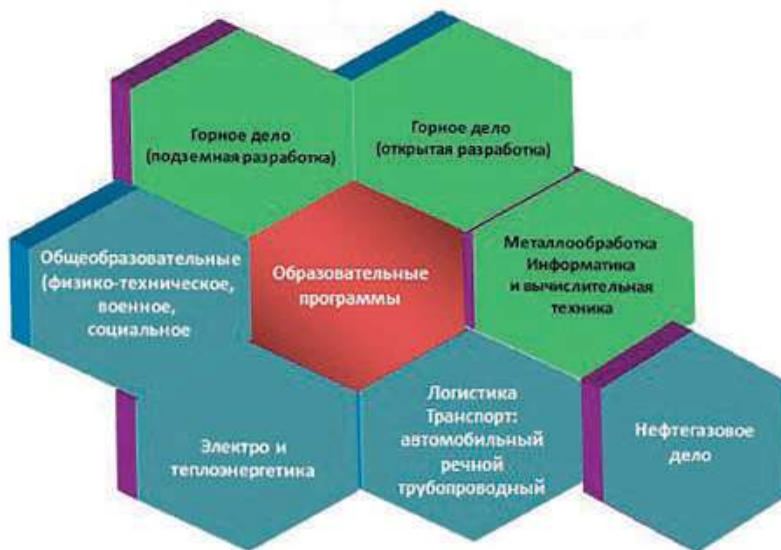 Горное дело
(подземная разработка)
Горное дело
(открытая разработка)
Общеобразовательные
(физико-техническое,
военное,
социальное
Образовательные
программы
Металлообработка
Информатика
и вычислительная
техника
Электро и
теплоэнергетика
Логистика
Транспорт:
автомобильный
речной
трубопроводный
Нефтегазовое
дело